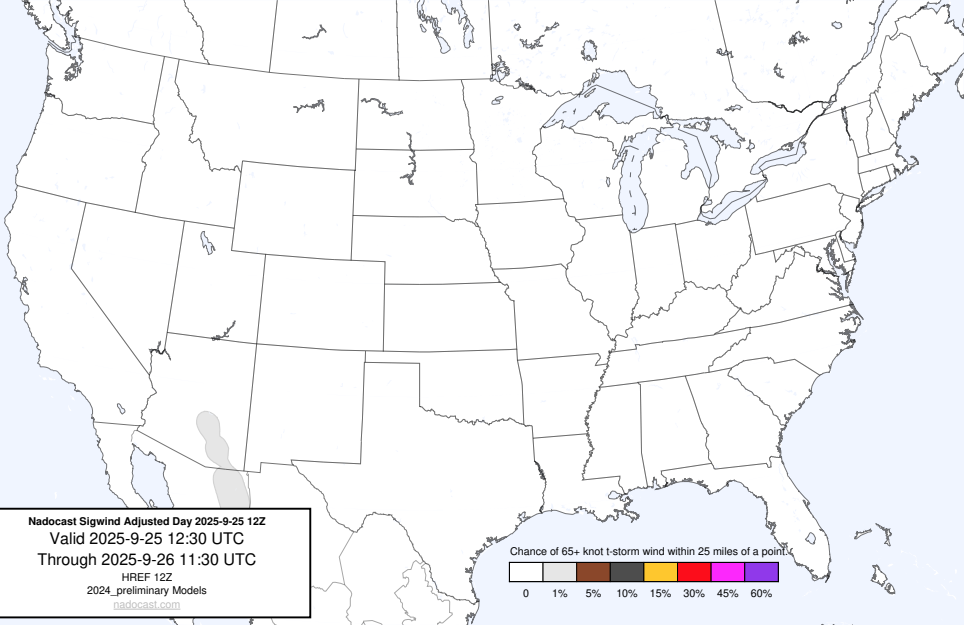 Nadocast Sigwind Adjusted Day 2025-9-25 12Z
Valid 2025-9-25 12:30 UTC
Through 2025-9-26 11:30 UTC
HREF 12Z
2024_preliminary Models
nadocast.com
Chance of 65+ knot t-storm wind within 25 miles of a point.
0 1% 5% 10% 15% 30% 45% 60%